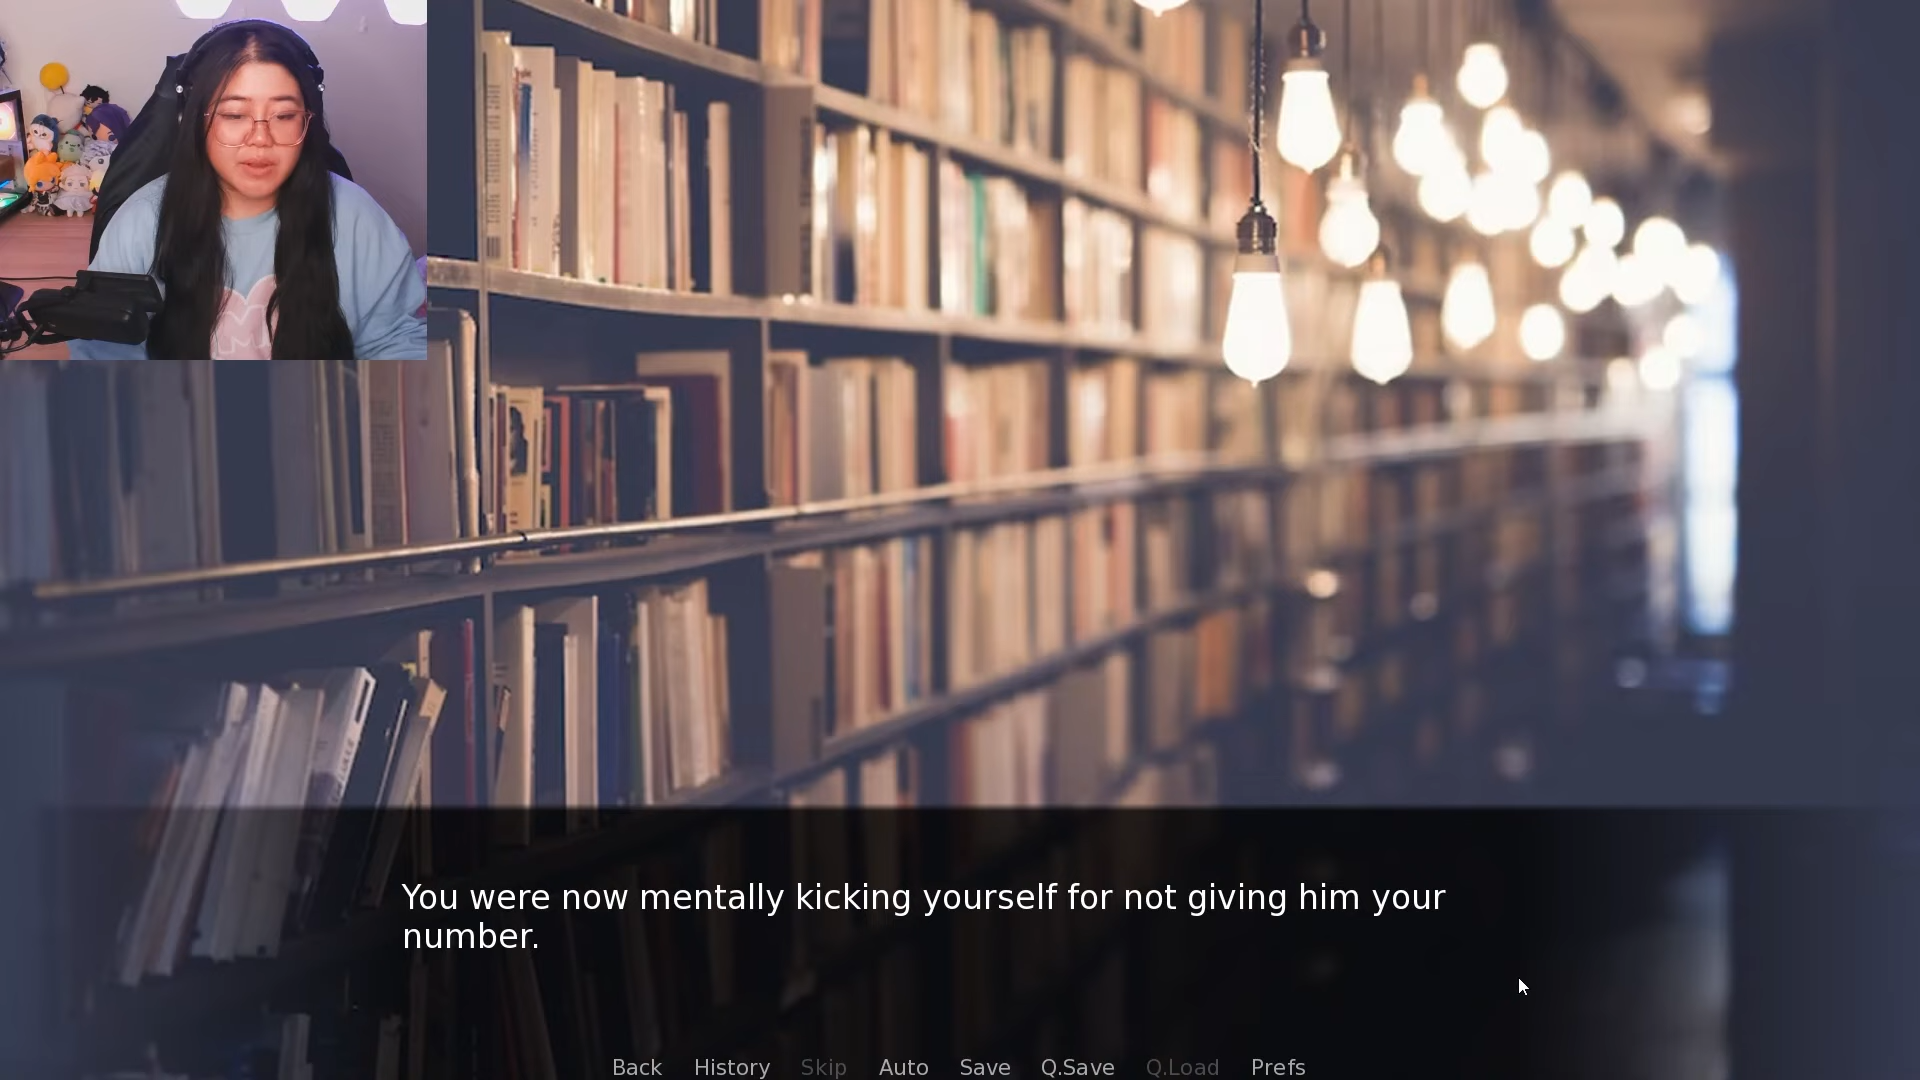 You were now mentally kicking yourself for not giving him your
number.
Back History Skip Auto Save Q.Save Q.Load Prefs